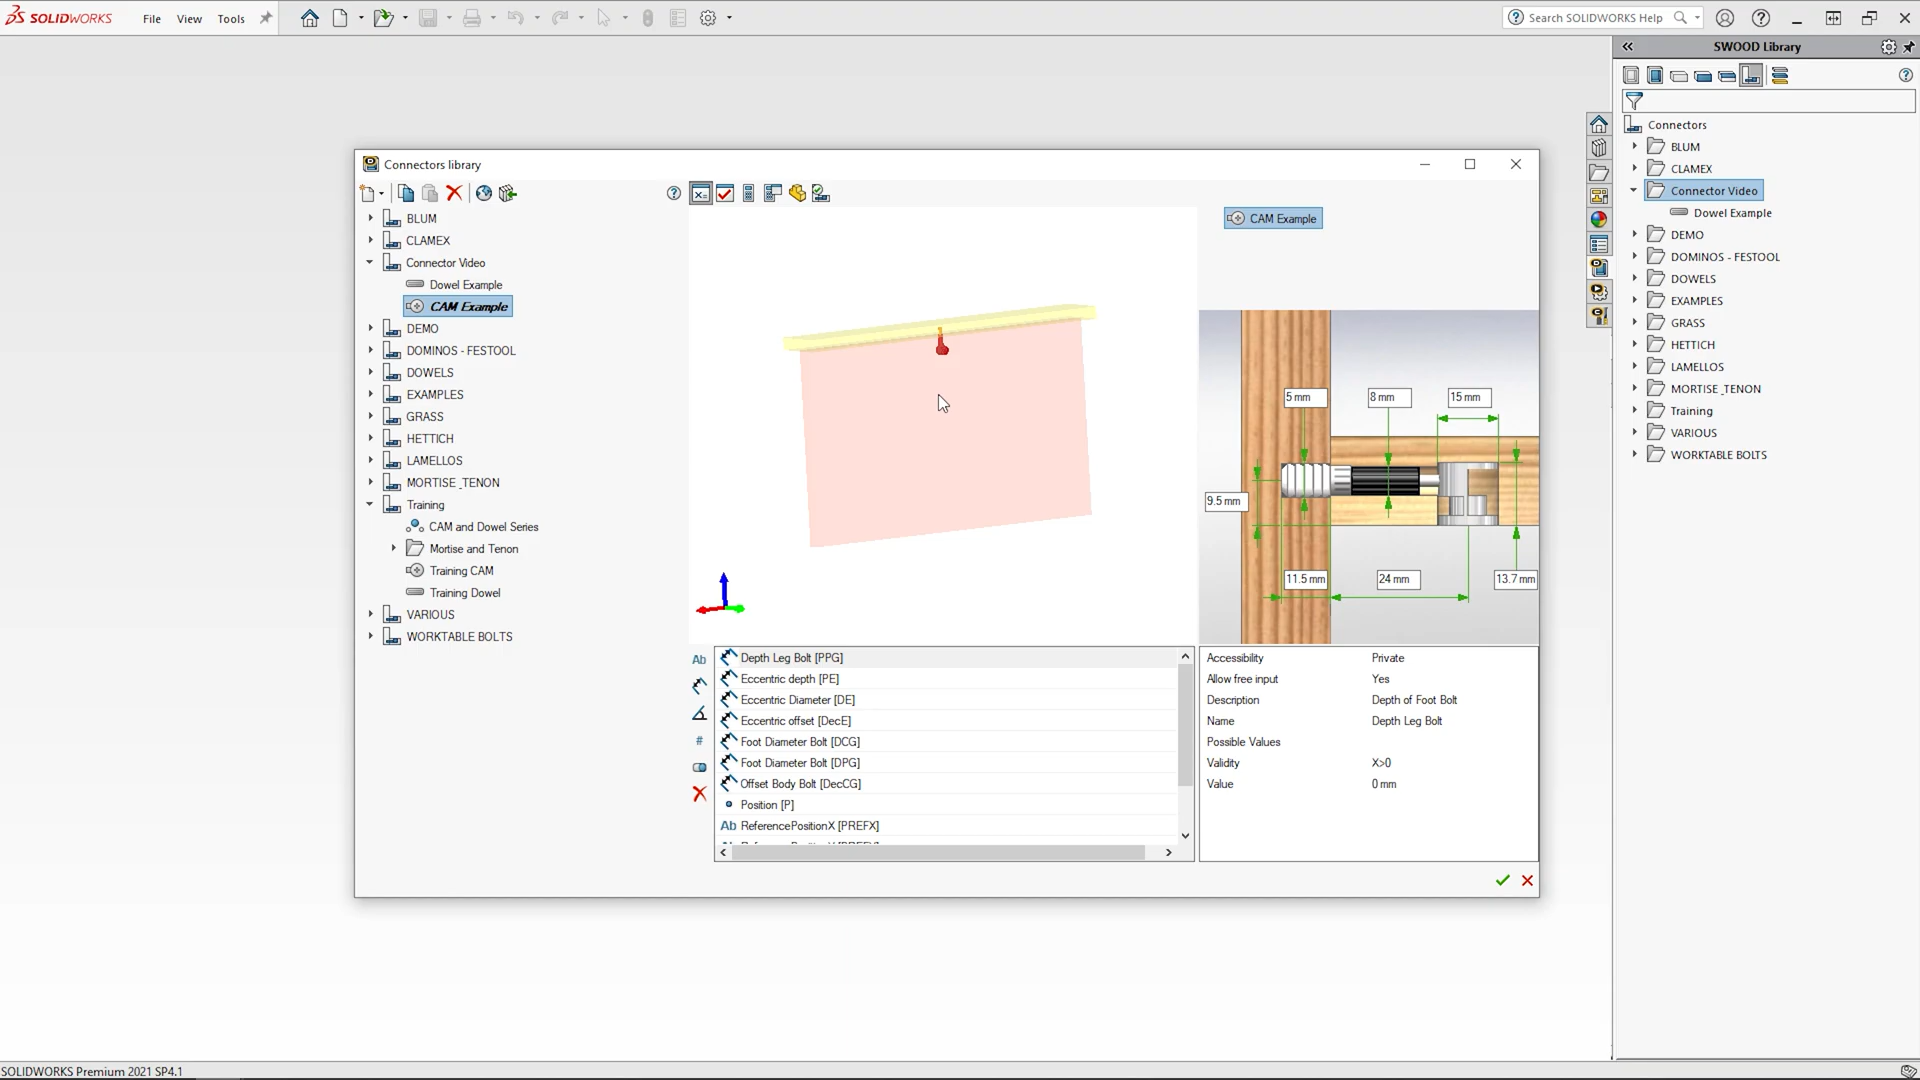 SOLIDWORKS
File
View
Tools
Search SOLIDWORKS Help
SWOOD Library
Connectors
BLUM
CLAMEX
Connector Video
Dowel Example
DEMO
DOMINOS - FESTOOL
DOWELS
EXAMPLES
GRASS
HETTICH
LAMELLOS
MORTISE _TENON
Training
VARIOUS
WORKTABLE BOLTS
Connectors library
BLUM
CLAMEX
Connector Video
Dowel Example
CAM Example
DEMO
DOMINOS - FESTOOL
DOWELS
EXAMPLES
GRASS
HETTICH
LAMELLOS
MORTISE _TENON
Training
CAM and Dowel Series
Mortise and Tenon
Training CAM
Training Dowel
VARIOUS
WORKTABLE BOLTS
CAM Example
5 mm
8 mm
15 mm
9.5 mm
11.5 mm
24 mm
13.7 mm
Ab
#
Depth Leg Bolt [PPG]
Eccentric depth [PE]
Eccentric Diameter [DE]
Eccentric offset [DecE]
Foot Diameter Bolt [DCG]
Foot Diameter Bolt [DPG]
Offset Body Bolt [DecCG]
Position [P]
Ab ReferencePositionX [PREFX]
Accessibility Private
Allow free input Yes
Description Depth of Foot Bolt
Name Depth Leg Bolt
Possible Values
Validity X>0
Value 0 mm
SOLIDWORKS Premium 2021 SP4.1